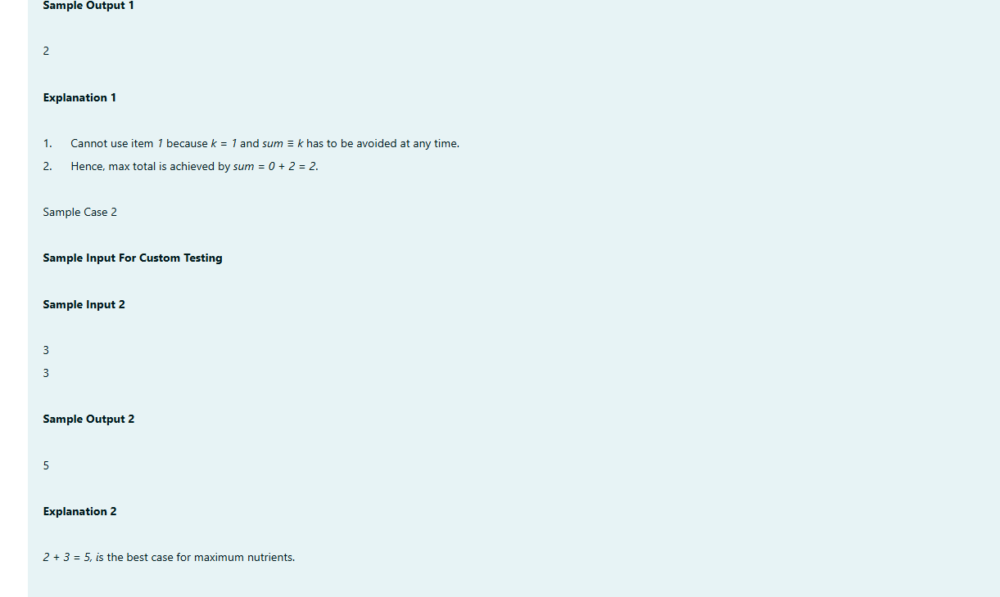 Sample Output 1
2
Explanation 1
1. Cannot use item 1 because k = 1 and sum ≡ k has to be avoided at any time.
2. Hence, max total is achieved by sum = 0 + 2 = 2.
Sample Case 2
Sample Input For Custom Testing
Sample Input 2
3
3
Sample Output 2
5
Explanation 2
2 + 3 = 5, is the best case for maximum nutrients.